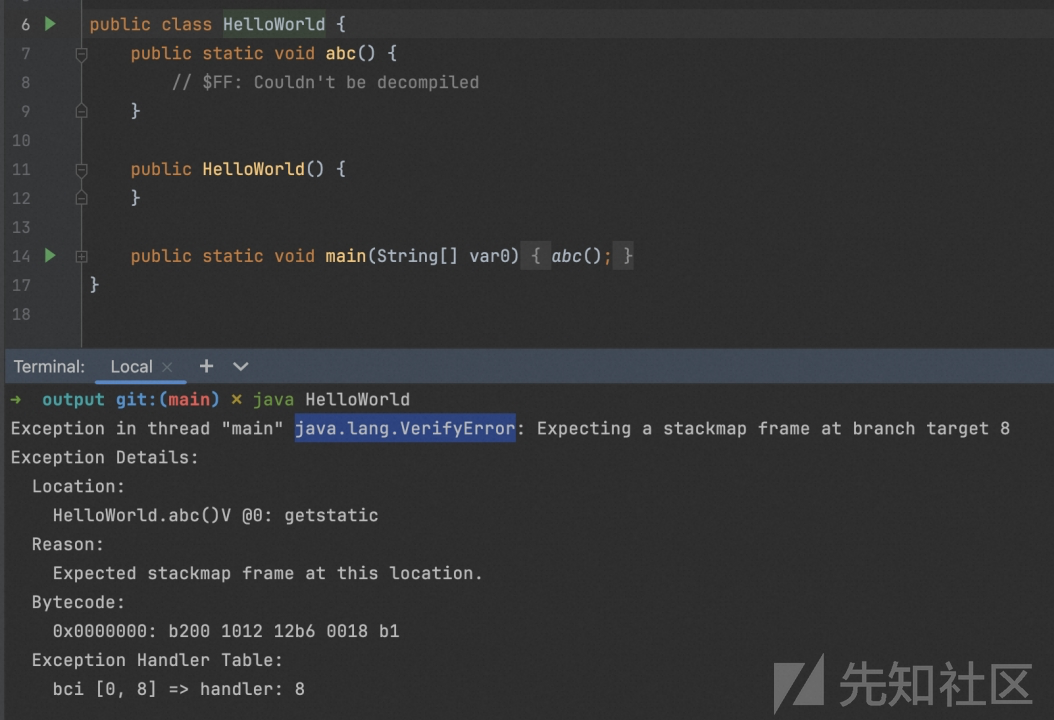 6 public class HelloWorld {
7 public static void abc() {
8 // $FF: Couldn't be decompiled
9 }
10
11 public HelloWorld() {
12 }
13
14 public static void main(String[] var0) { abc(); }
17 }
18
Terminal: Local × +
→ output git:(main) × java HelloWorld
Exception in thread "main" java.lang.VerifyError: Expecting a stackmap frame at branch target 8
Exception Details:
Location:
HelloWorld.abc()V @0: getstatic
Reason:
Expected stackmap frame at this location.
Bytecode:
0x0000000: b200 1012 12b6 0018 b1
Exception Handler Table:
bci [0, 8] => handler: 8
先知社区